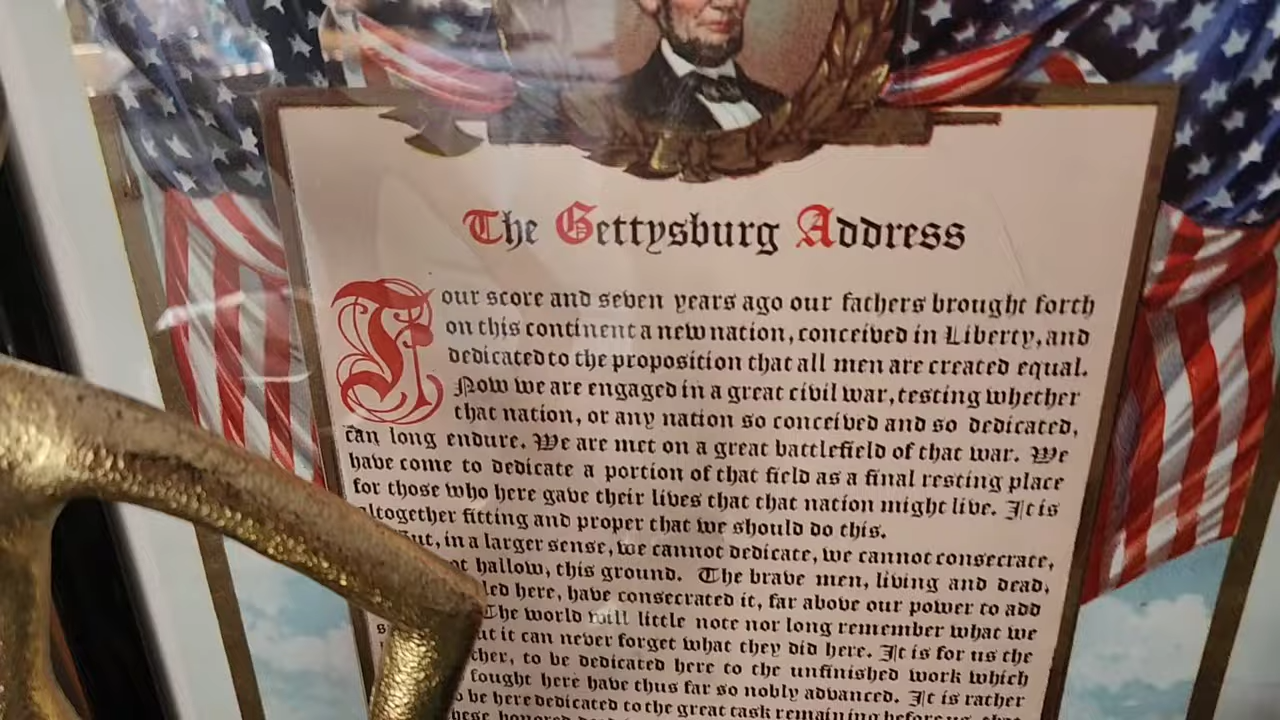 The Gettysburg Address
Four score and seven years ago our fathers brought forth
on this continent a new nation, conceived in Liberty, and
dedicated to the proposition that all men are created equal.
Now we are engaged in a great civil war, testing whether
that nation, or any nation so conceived and so dedicated,
can long endure. We are met on a great battlefield of that war. We
have come to dedicate a portion of that field as a final resting place
for those who here gave their lives that that nation might live. It is
altogether fitting and proper that we should do this.
But, in a larger sense, we cannot dedicate, we cannot consecrate,
hallow, this ground. The brave men, living and dead,
here, have consecrated it, far above our power to add
The world will little note nor long remember what we
it can never forget what they did here. It is for us the
to be dedicated here to the unfinished work which
fought here have thus far so nobly advanced. It is rather
be here dedicated to the great task remaining before us, that